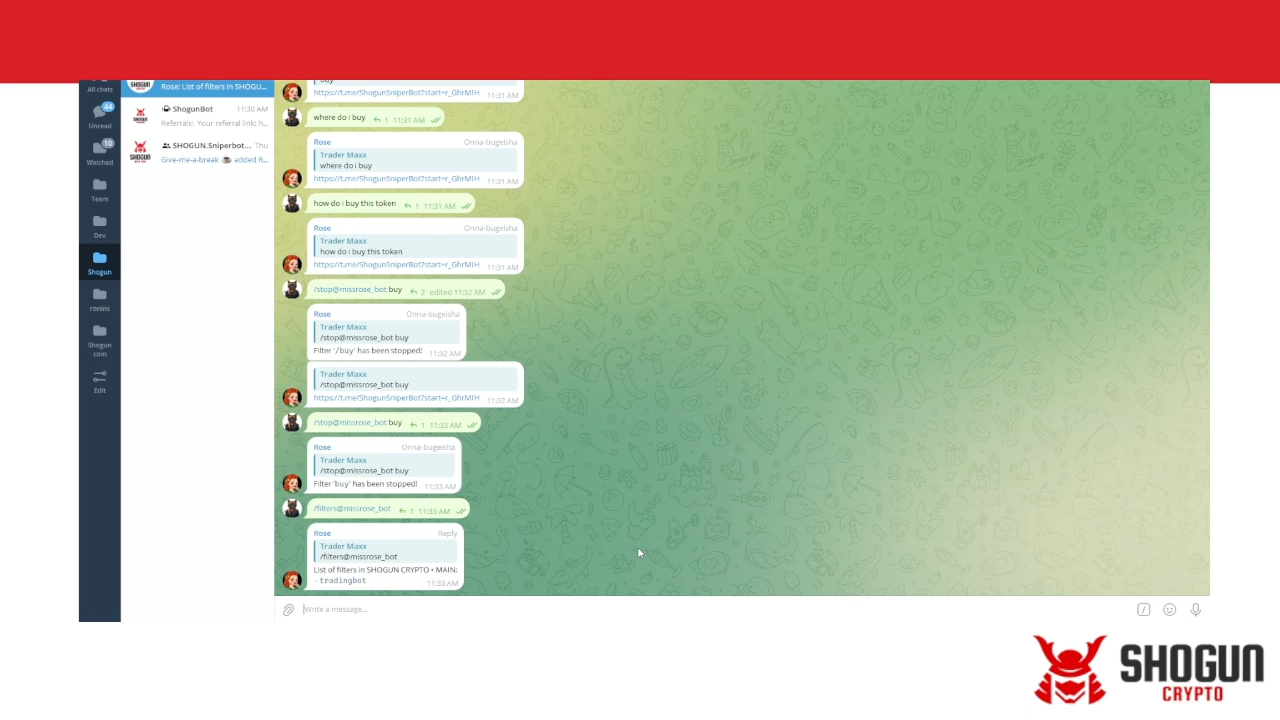 All chats
44
Unread
10
Watched
Team
Dev
Shogun
ronins
Shogun
com
Edit
Rose: List of filters in SHOGU...
ShogunBot 11:30 AM
Referrals: Your referral link: h...
SHOGUN.Sniperbot... Thu
Give-me-a-break ☕ added R...
buy
https://t.me/ShogunSniperBot?start=r_GhrMIH 11:31 AM
where do i buy 1 11:31 AM
Rose Onna-bugeisha
Trader Maxx
where do i buy
https://t.me/ShogunSniperBot?start=r_GhrMIH
11:31 AM
how do i buy this token 1 11:31 AM
Rose Onna-bugeisha
Trader Maxx
how do i buy this token
https://t.me/ShogunSniperBot?start=r_GhrMIH
11:31 AM
/stop@missrose_bot buy 2 edited 11:32 AM
Rose Onna-bugeisha
Trader Maxx
/stop@missrose_bot buy
Filter '/buy' has been stopped! 11:32 AM
Trader Maxx
/stop@missrose_bot buy
https://t.me/ShogunSniperBot?start=r_GhrMIH
11:32 AM
/stop@missrose_bot buy 1 11:33 AM
Rose Onna-bugeisha
Trader Maxx
/stop@missrose_bot buy
Filter 'buy' has been stopped! 11:33 AM
/filters@missrose_bot 1 11:33 AM
Rose Reply
Trader Maxx
/filters@missrose_bot
List of filters in SHOGUN CRYPTO • MAIN:
- tradingbot 11:33 AM
Write a message...
SHOGUN
CRYPTO